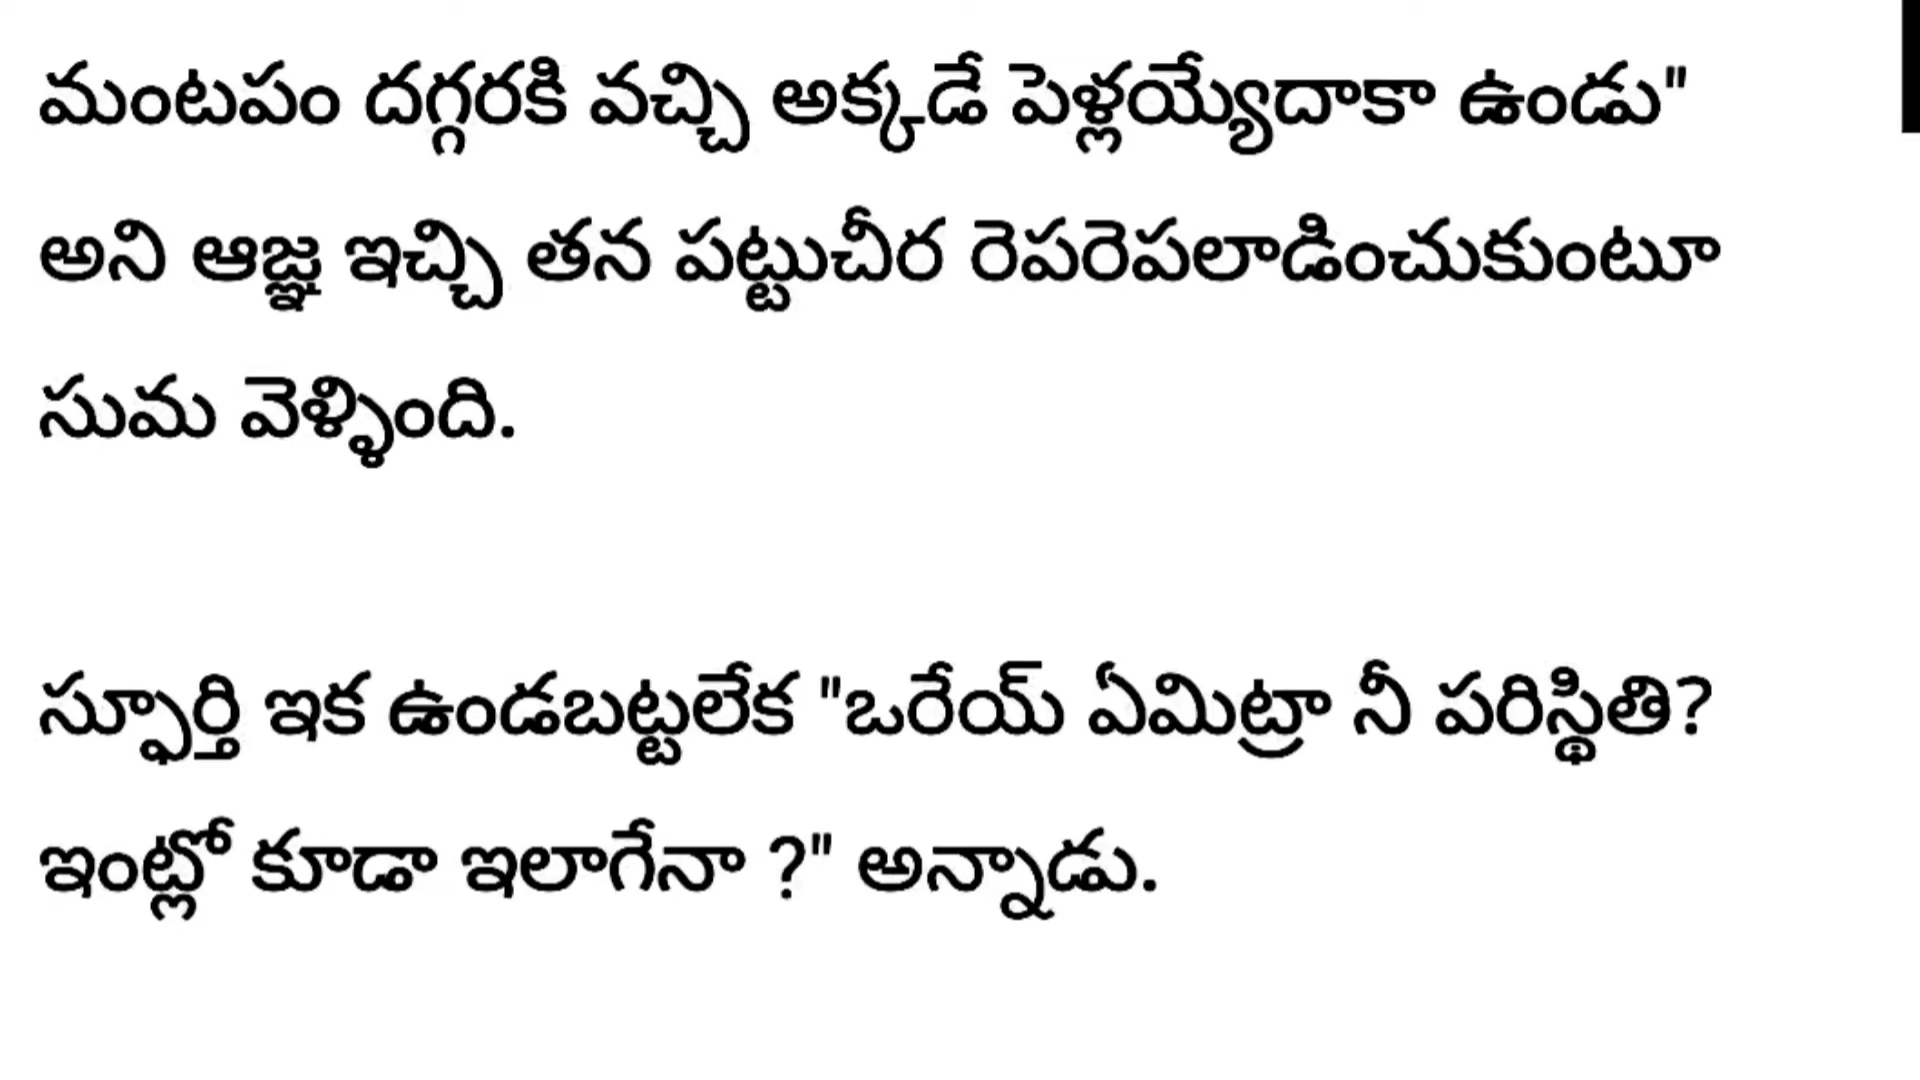 మంటపం దగ్గరకి వచ్చి అక్కడే పెళ్లయ్యేదాకా ఉండు"
అని ఆజ్ఞ ఇచ్చి తన పట్టుచీర రెపరెపలాడించుకుంటూ
సుమ వెళ్ళింది.
స్ఫూర్తి ఇక ఉండబట్టలేక "ఒరేయ్ ఏమిట్రా నీ పరిస్థితి?
ఇంట్లో కూడా ఇలాగేనా ?" అన్నాడు.